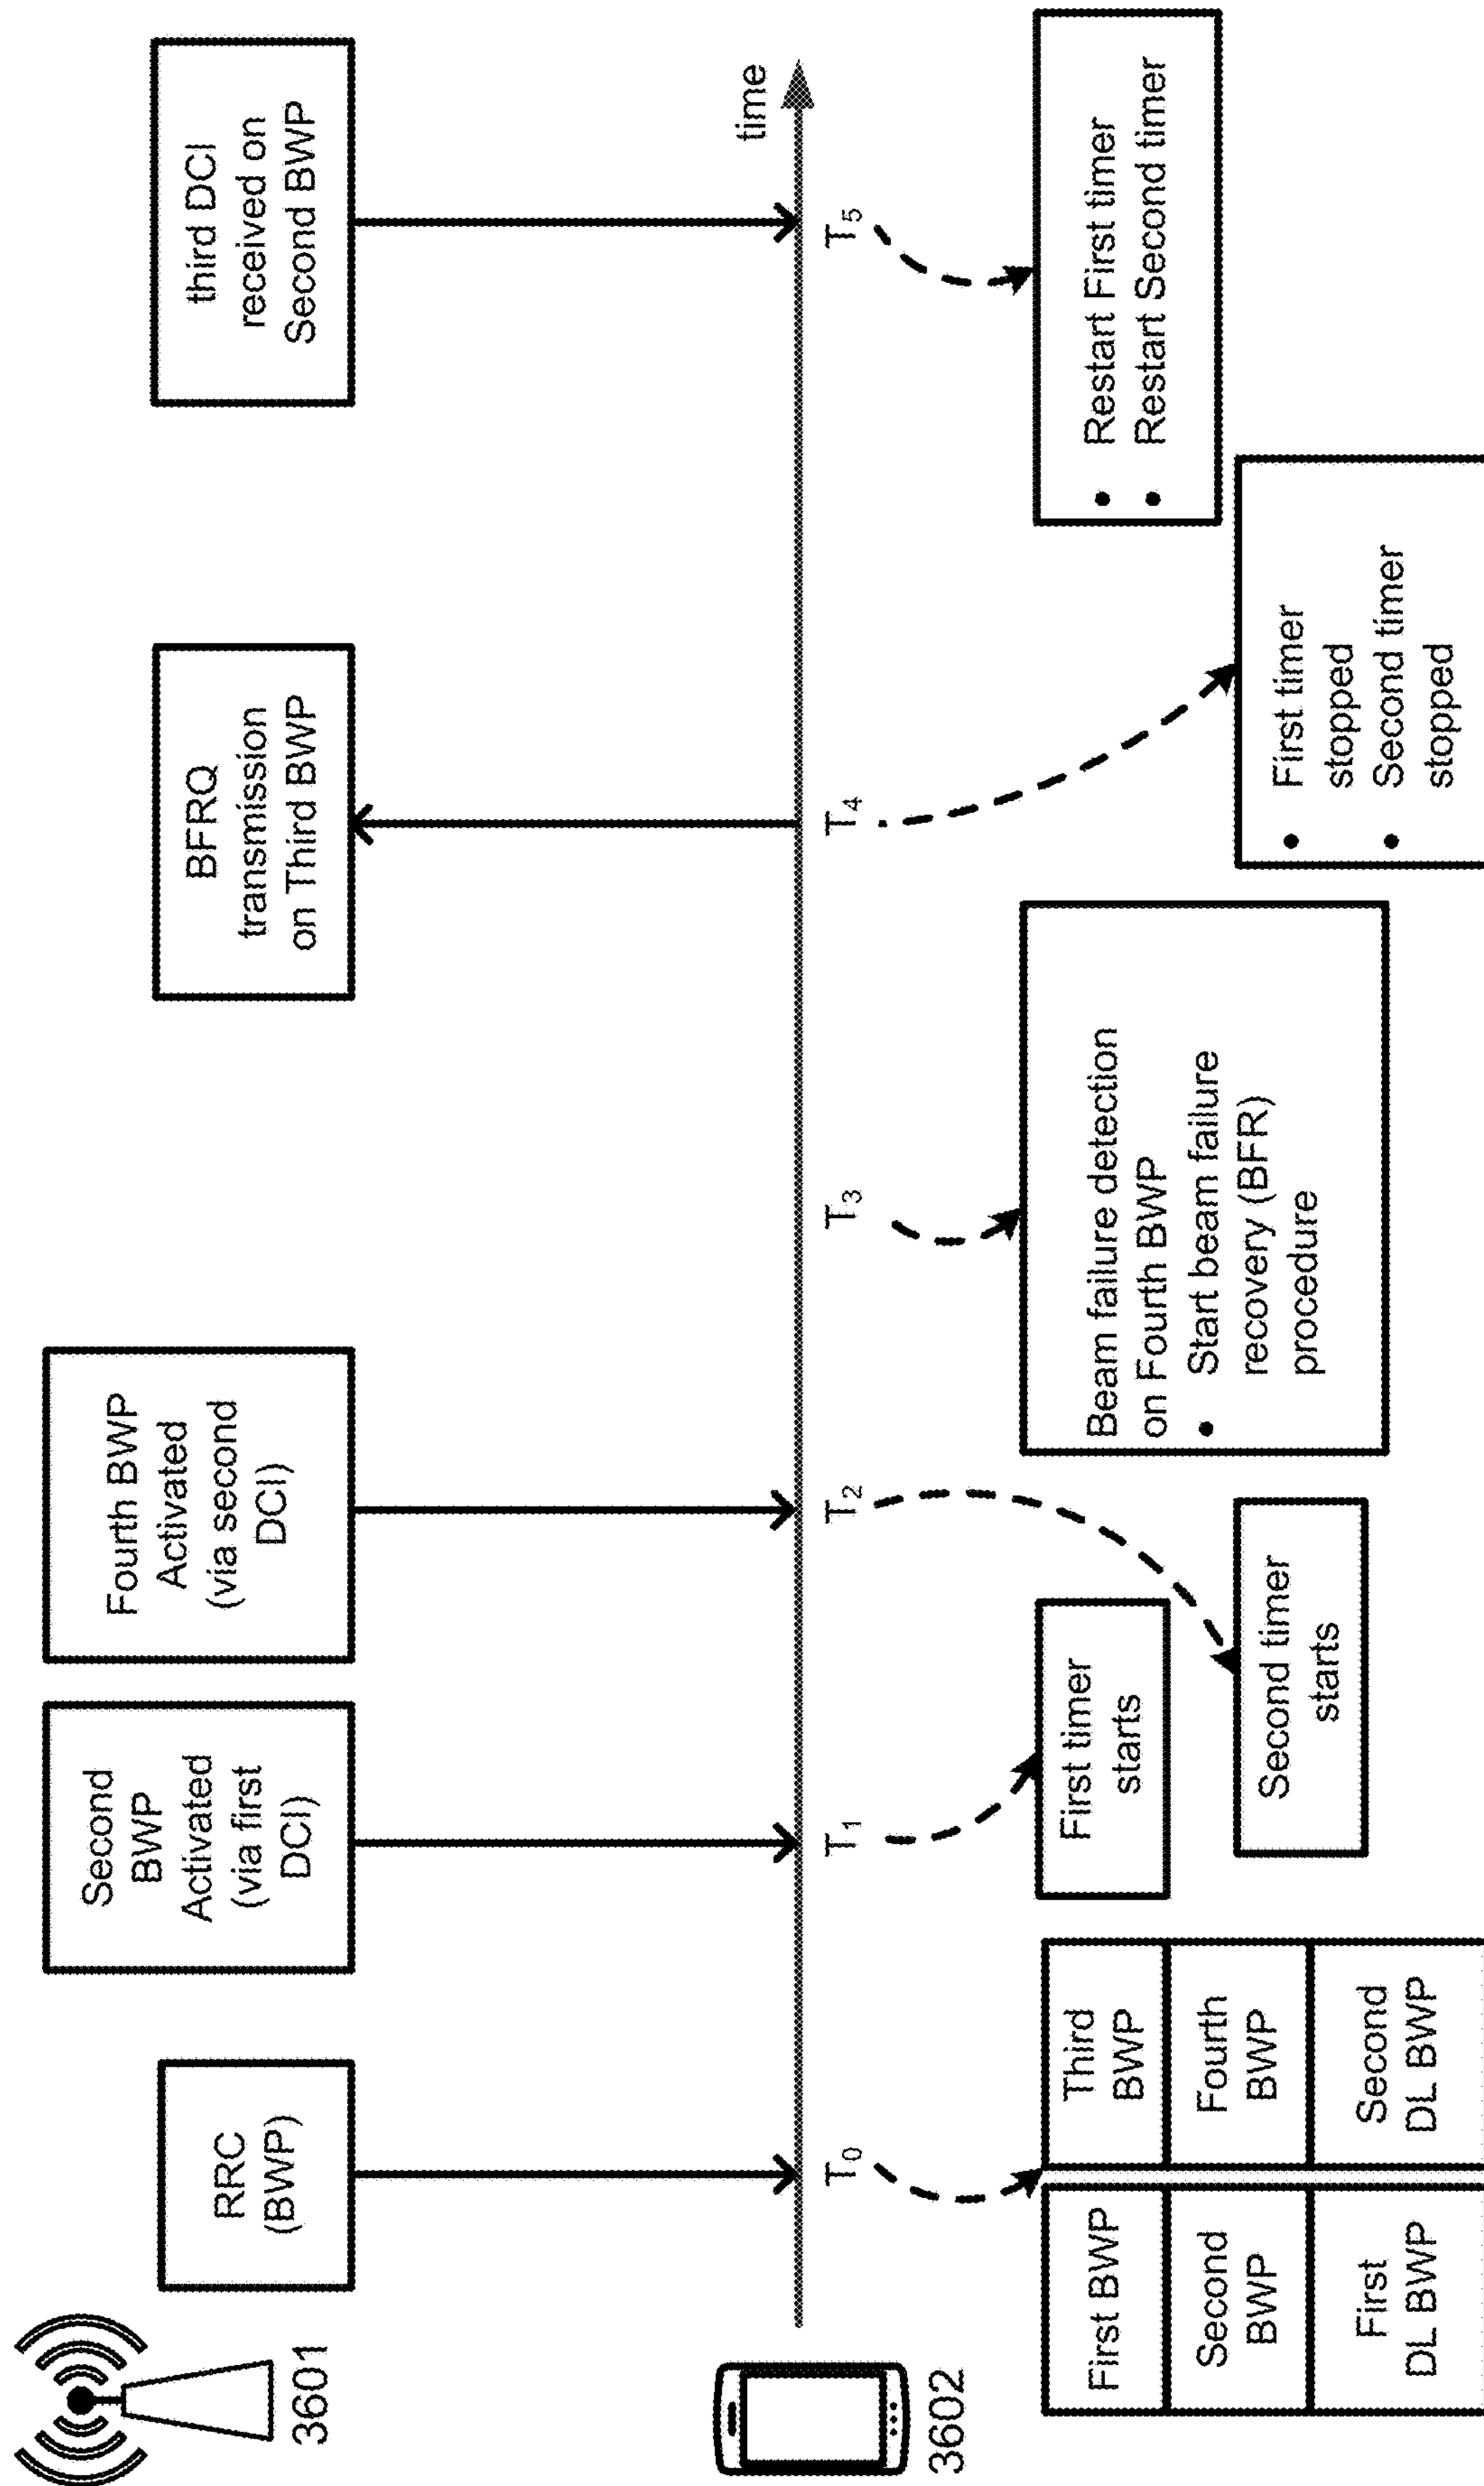 3601
RRC
(BWP)
Second
BWP
Activated
(via first
DCI)
Fourth BWP
Activated
(via second
DCI)
BFRQ
transmission
on Third BWP
third DCI
received on
Second BWP
3602
time
T0
T1
T2
T3
T4
T5
First BWP
Second
BWP
First
DL BWP
Third
BWP
Fourth
BWP
Second
DL BWP
First timer
starts
Second timer
starts
Beam failure detection
on Fourth BWP
• Start beam failure
recovery (BFR)
procedure
• First timer
stopped
• Second timer
stopped
• Restart First timer
• Restart Second timer